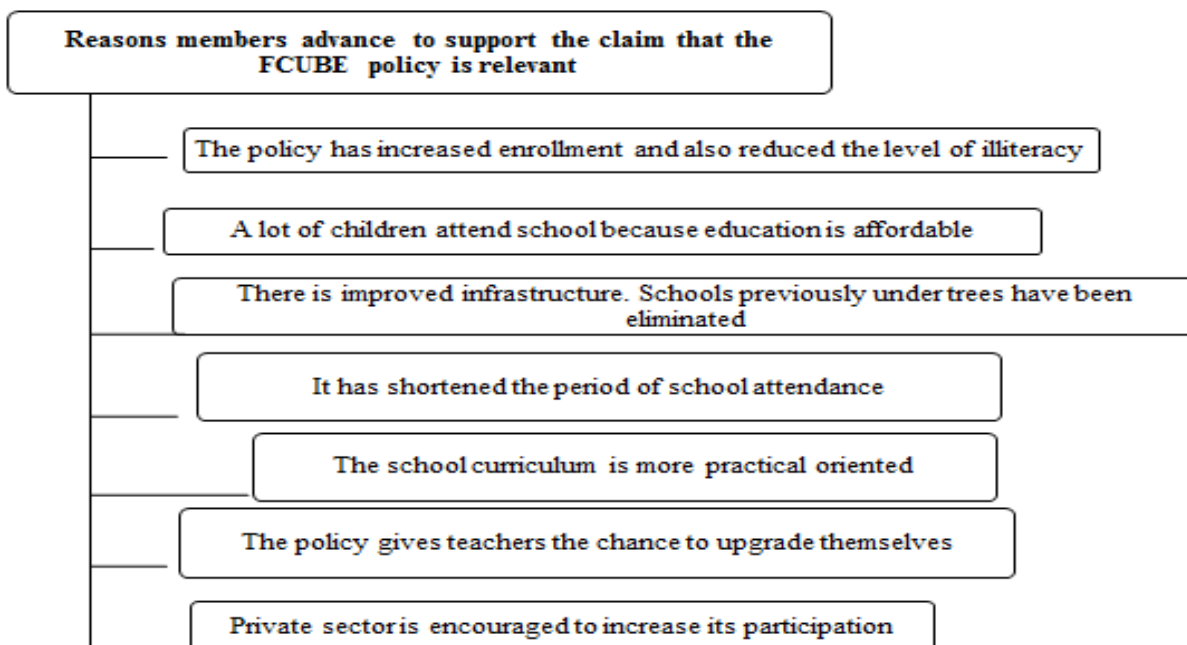 Reasons members advance to support the claim that the
FCUBE policy is relevant
The policy has increased enrollment and also reduced the level of illiteracy
A lot of children attend school because education is affordable
There is improved infrastructure. Schools previously under trees have been
eliminated
It has shortened the period of school attendance
The school curriculum is more practical oriented
The policy gives teachers the chance to upgrade themselves
Private sector is encouraged to increase its participation